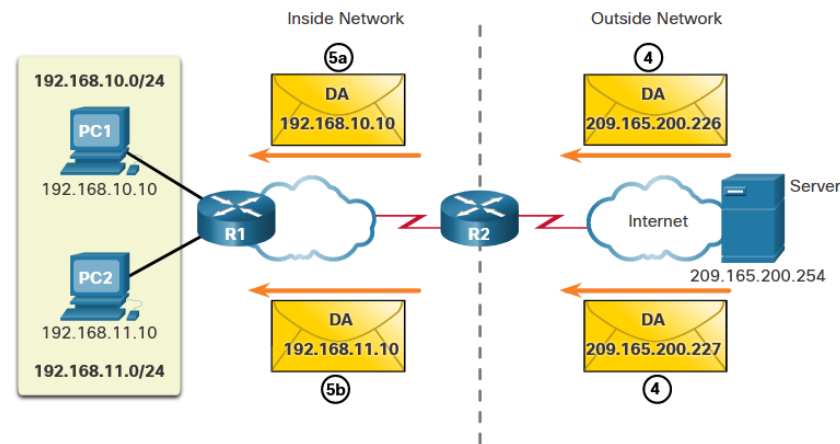 Inside Network
Outside Network
5a
4
192.168.10.0/24
DA
192.168.10.10
DA
209.165.200.226
PC1
192.168.10.10
Server
R1
R2
Internet
PC2
209.165.200.254
192.168.11.10
DA
192.168.11.10
DA
209.165.200.227
192.168.11.0/24
5b
4